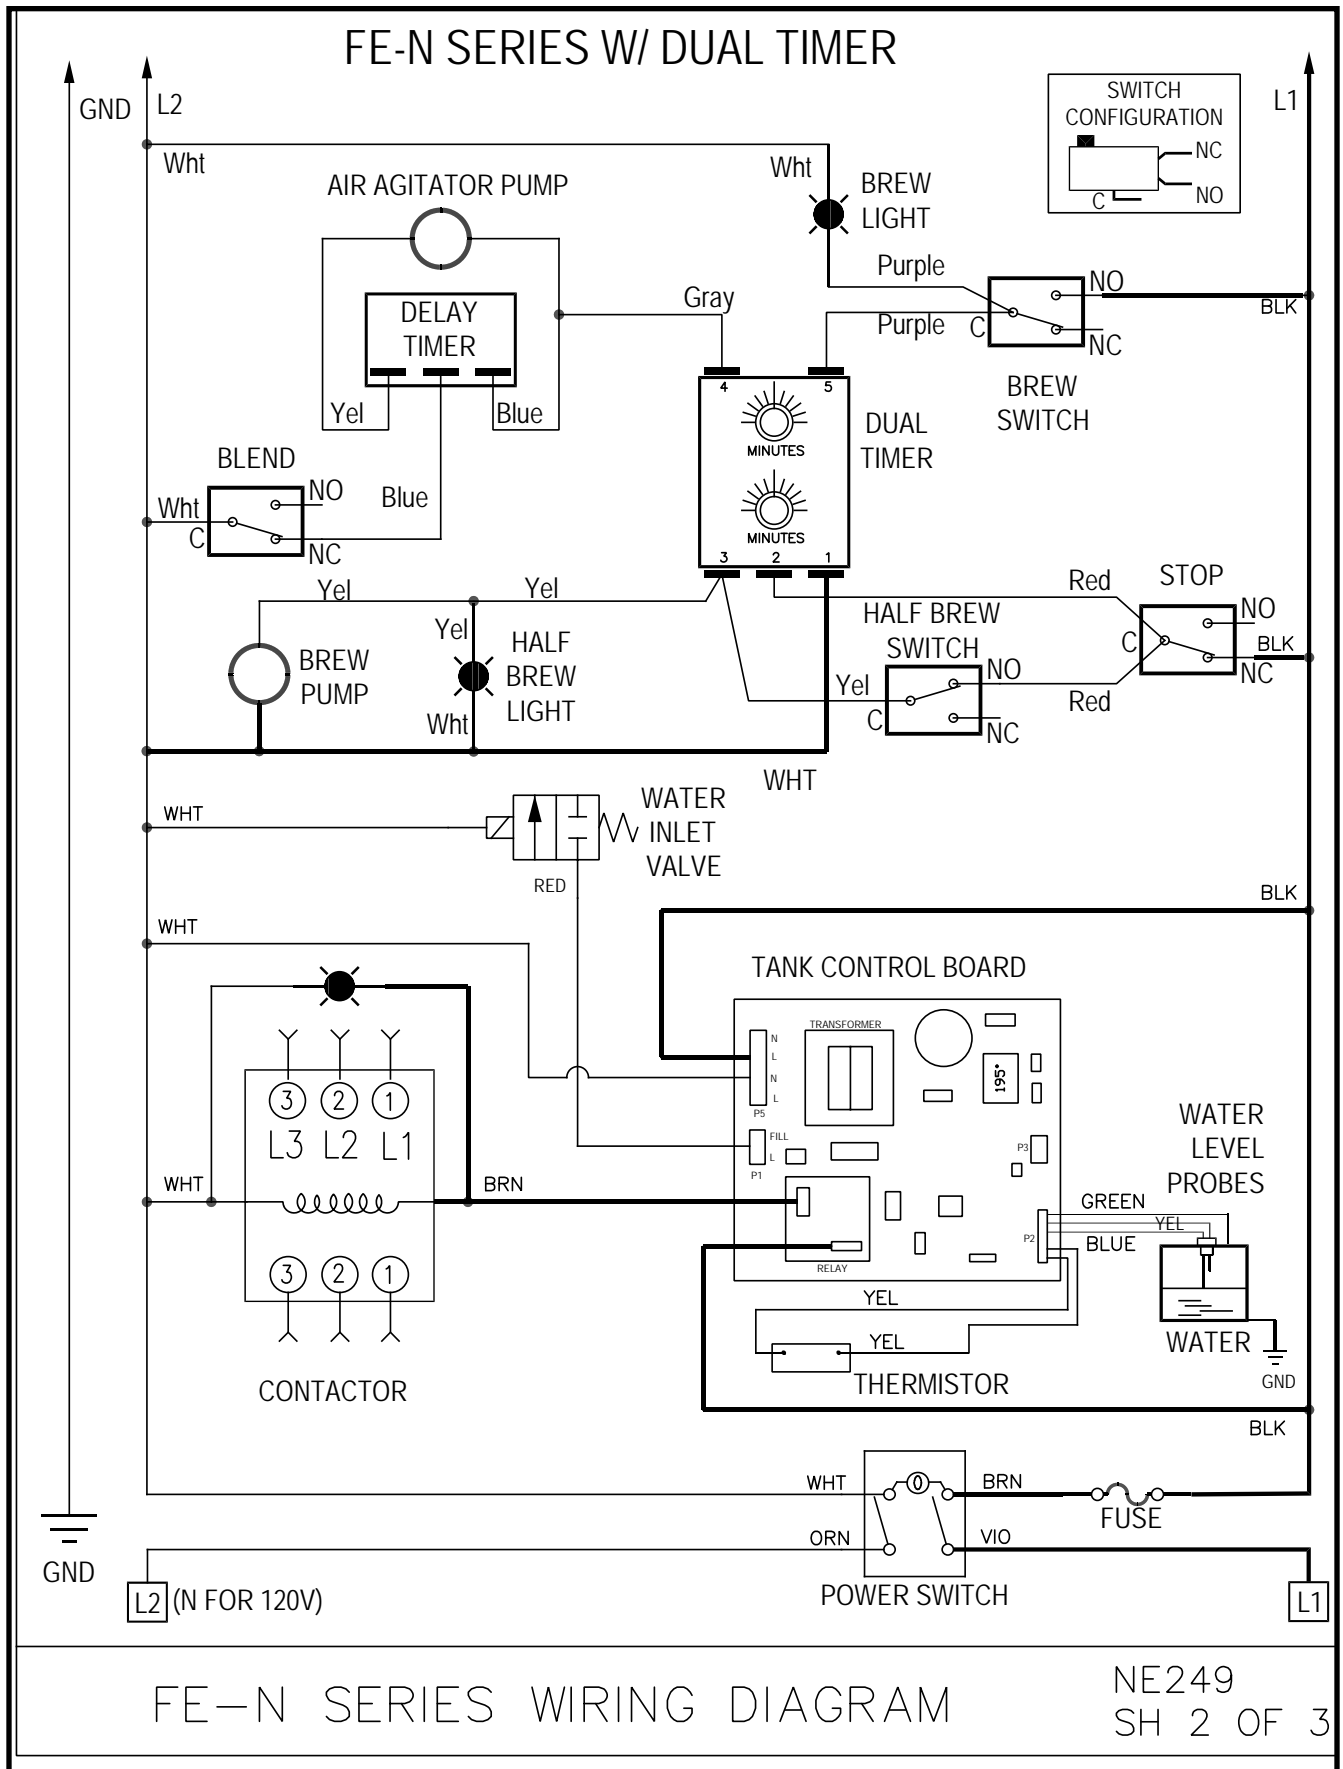 FE-N SERIES W/ DUAL TIMER
GND
L2
SWITCH
CONFIGURATION
NC
NO
C
L1
Wht
Wht
BREW
LIGHT
AIR AGITATOR PUMP
Purple
Purple
NO
C
NC
BLK
BREW
SWITCH
Gray
DELAY
TIMER
Yel
Blue
4
5
MINUTES
MINUTES
3
2
1
DUAL
TIMER
BLEND
Wht
NO
C
NC
Blue
Yel
Yel
Yel
BREW
PUMP
HALF
BREW
LIGHT
Wht
Red
STOP
NO
C
BLK
NC
HALF BREW
SWITCH
Yel
NO
C
NC
Red
WHT
WHT
WATER
INLET
VALVE
RED
BLK
WHT
TANK CONTROL BOARD
TRANSFORMER
N
L
N
L
P5
195°
FILL
L
P1
P3
3
2
1
L3
L2
L1
WHT
BRN
WATER
LEVEL
PROBES
GREEN
YEL
BLUE
P2
RELAY
3
2
1
YEL
YEL
WATER
GND
THERMISTOR
CONTACTOR
BLK
WHT
BRN
FUSE
ORN
VIO
GND
L2
(N FOR 120V)
POWER SWITCH
L1
FE-N SERIES WIRING DIAGRAM
NE249
SH 2 OF 3